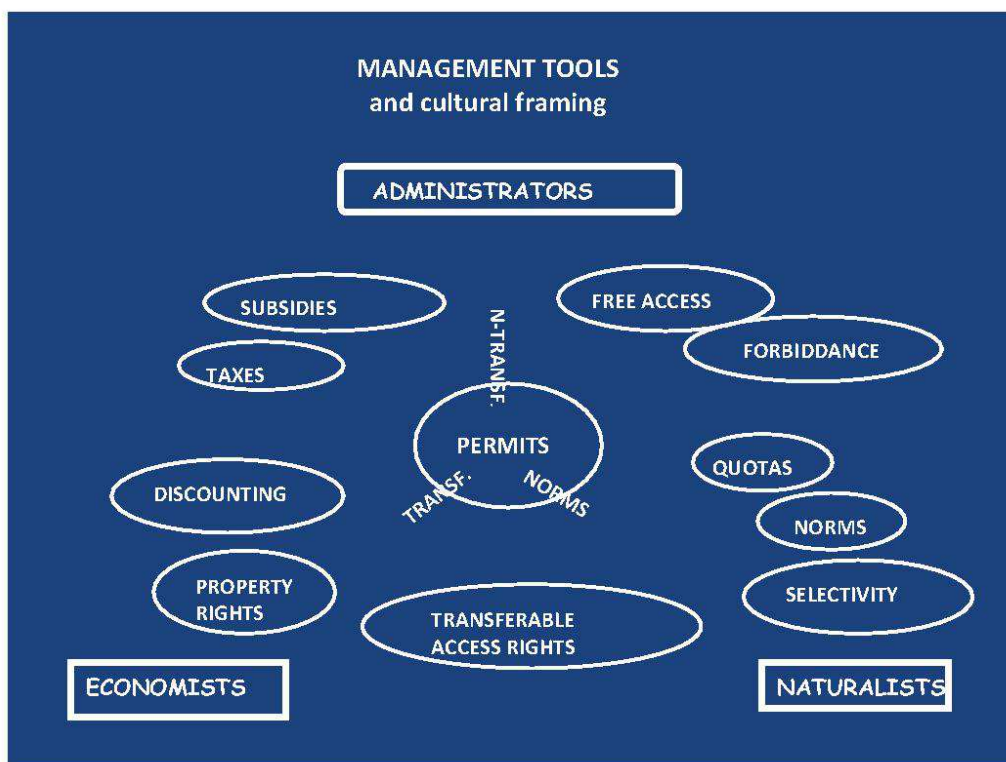 MANAGEMENT TOOLS
and cultural framing
ADMINISTRATORS
SUBSIDIES
FREE ACCESS
N-TRANSF.
FORBIDDANCE
TAXES
PERMITS
QUOTAS
TRANSF.
NORMS
DISCOUNTING
NORMS
PROPERTY
RIGHTS
SELECTIVITY
TRANSFERABLE
ACCESS RIGHTS
ECONOMISTS
NATURALISTS